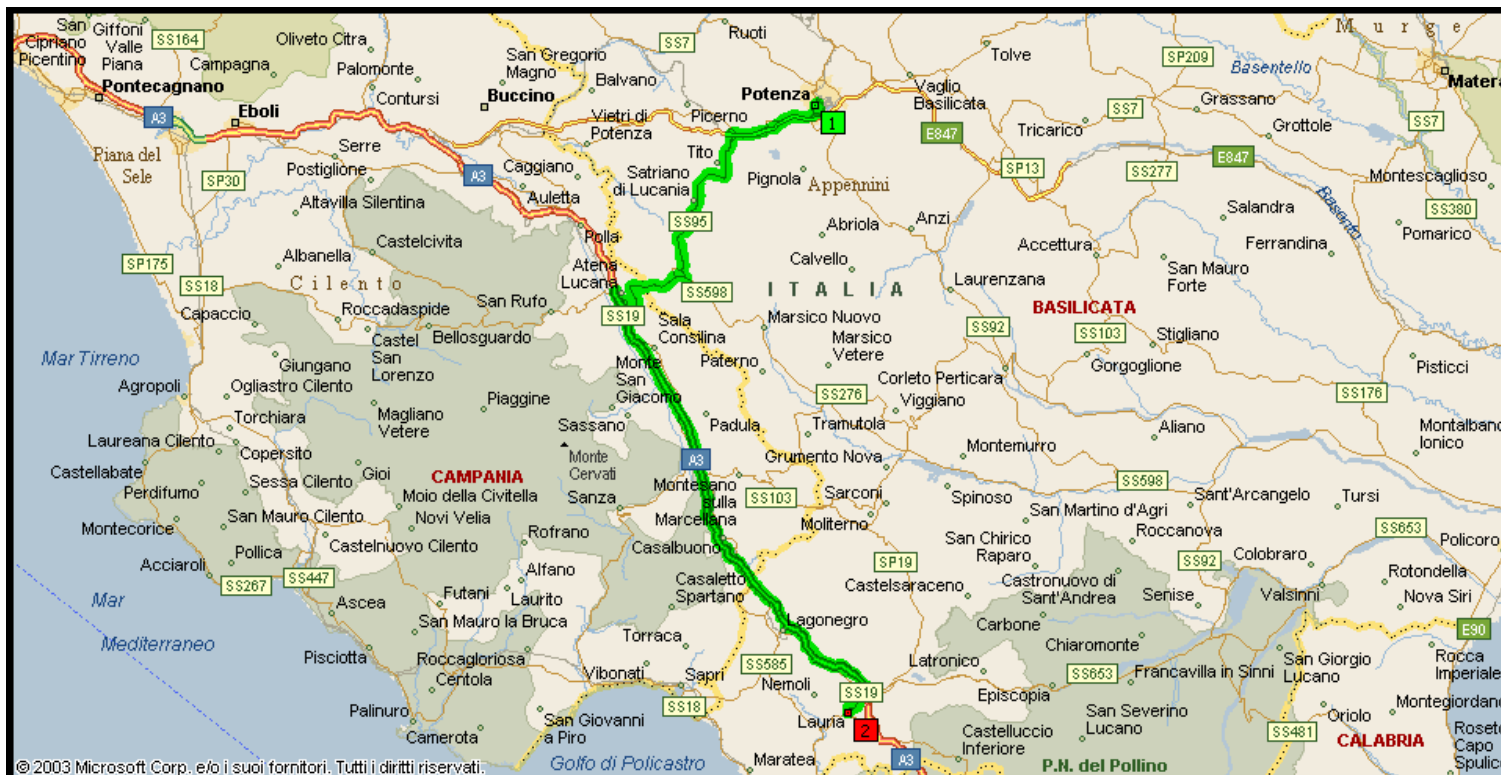 San
Cipriano
Picentino
Giffoni
Valle
Piana
SS164
Oliveto Citra
San Gregorio
Magno
SS7
Ruoti
Tolve
Murge
SP209
Basentello
Matera
Campagna
Palomonte
Balvano
Vaglio
Basilicata
Pontecagnano
Contursi
Buccino
Potenza
Grassano
A3
Eboli
Vietri di
Potenza
Picerno
1
E847
Tricarico
SS7
Grottole
SS7
Piana del
Sele
Serre
Postiglione
SP30
A3
Caggiano
Tito
Satriano
di Lucania
Pignola
Appennini
SP13
SS277
E847
Montescaglioso
Altavilla Silentina
Auletta
SS95
Abriola
Anzi
Salandra
Basento
SS380
Pomarico
Castelcivita
Polla
Accettura
Ferrandina
SP175
Albanella
Atena
Lucana
Calvello
Laurenzana
San Mauro
Forte
SS18
Cilento
San Rufo
SS598
ITALIA
BASILICATA
Capaccio
Roccadaspide
SS19
Sala
Consilina
Marsico Nuovo
SS92
SS103
Stigliano
Mar Tirreno
Bellosguardo
Marsico
Vetere
Giungano
Castel
San
Lorenzo
Monte
San
Giacomo
Paterno
Gorgoglione
Pisticci
Agropoli
Ogliastro Cilento
Corleto Perticara
SS276
Viggiano
SS176
Torchiara
Magliano
Vetere
Piaggine
Sassano
Padula
Tramutola
Aliano
Montalbano
Ionico
Laureana Cilento
Copersito
Monte
Cervati
Montemurro
Castellabate
Gioi
CAMPANIA
A3
Grumento Nova
Perdifumo
Sessa Cilento
Moio della Civitella
Sanza
Montesano
sulla
Marcellana
SS103
Sarconi
Spinoso
SS598
Sant'Arcangelo
Tursi
Montecorice
San Mauro Cilento
Novi Velia
Rofrano
Moliterno
San Martino d'Agri
Roccanova
SS653
Policoro
Castelnuovo Cilento
Casalbuono
San Chirico
Raparo
Acciaroli
Pollica
SS267
SS447
Alfano
Casaletto
Spartano
SP19
Castelsaraceno
Castronuovo di
Sant'Andrea
SS92
Colobraro
Rotondella
Mar
Mediterraneo
Ascea
Futani
Laurito
Senise
Valsinni
Nova Siri
San Mauro la Bruca
Torraca
Lagonegro
Carbone
Chiaromonte
E90
Pisciotta
Roccagloriosa
Vibonati
SS585
Latronico
Francavilla in Sinni
San Giorgio
Lucano
Rocca
Imperiale
Centola
Sapri
Nemoli
SS19
Episcopia
SS653
Montegiordano
Palinuro
SS18
Lauria
2
San Severino
Lucano
Oriolo
San Giovanni
a Piro
Castelluccio
Inferiore
SS481
CALABRIA
Roseto
Capo
Spulico
Camerota
Maratea
A3
P.N. del Pollino
Golfo di Policastro
© 2003 Microsoft Corp. e/o i suoi fornitori. Tutti i diritti riservati.